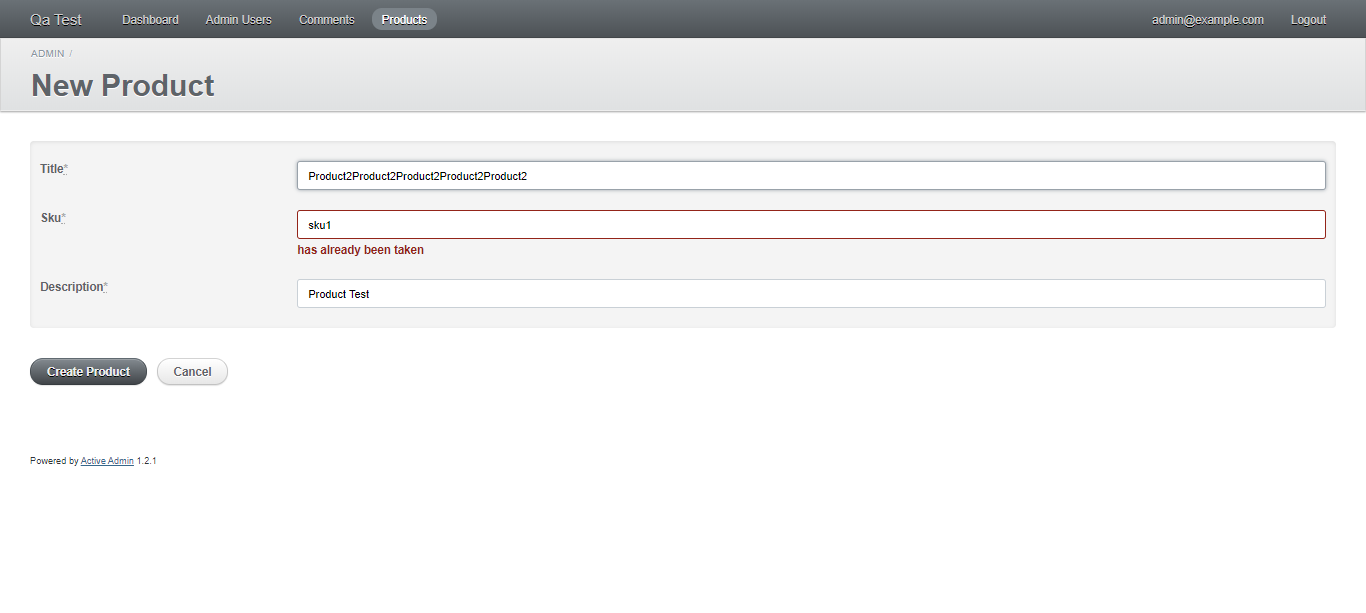 Qa Test Dashboard Admin Users Comments Products admin@example.com Logout
ADMIN /
New Product
Title*
Product2Product2Product2Product2Product2
Sku*
sku1
has already been taken
Description*
Product Test
Create Product Cancel
Powered by Active Admin 1.2.1